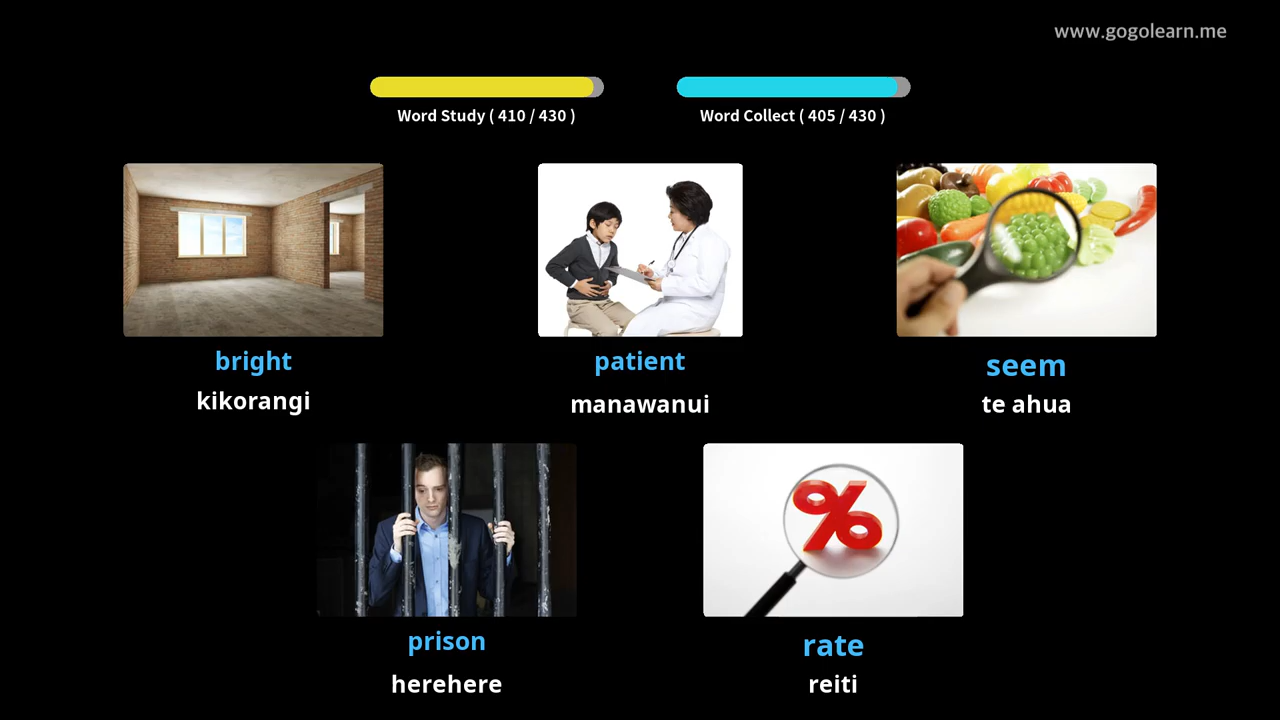 www.gogolearn.me
Word Study ( 410 / 430 )
Word Collect ( 405 / 430 )
bright
kikorangi
patient
manawanui
seem
te ahua
prison
herehere
rate
reiti
%